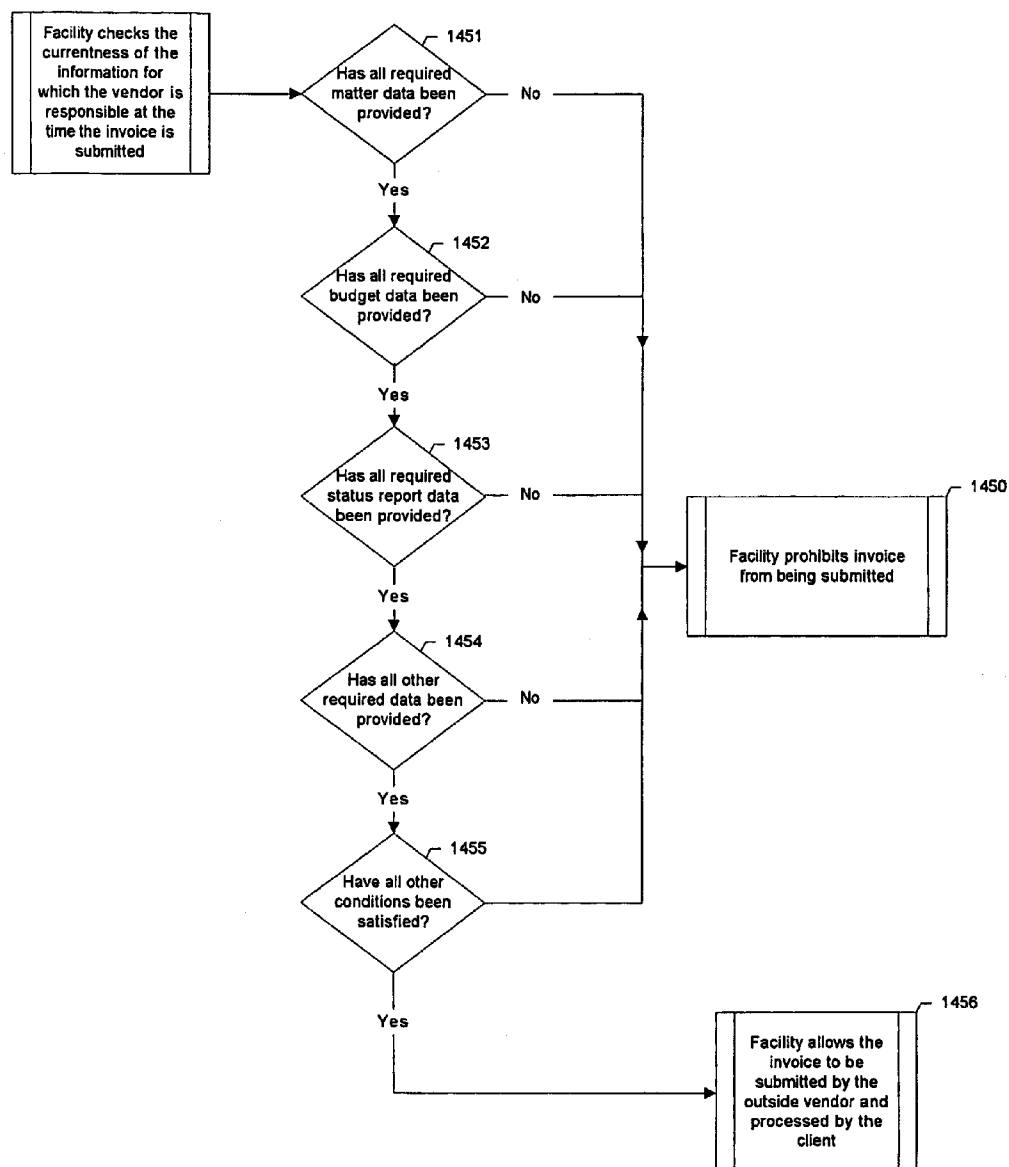 Facility checks the
currentness of the
information for
which the vendor is
responsible at the
time the invoice is
submitted
1451
Has all required
matter data been
provided?
No
Yes
1452
Has all required
budget data been
provided?
No
Yes
1453
Has all required
status report data
been provided?
No
Yes
1450
Facility prohibits invoice
from being submitted
1454
Has all other
required data been
provided?
No
Yes
1455
Have all other
conditions been
satisfied?
Yes
1456
Facility allows the
invoice to be
submitted by the
outside vendor and
processed by the
client